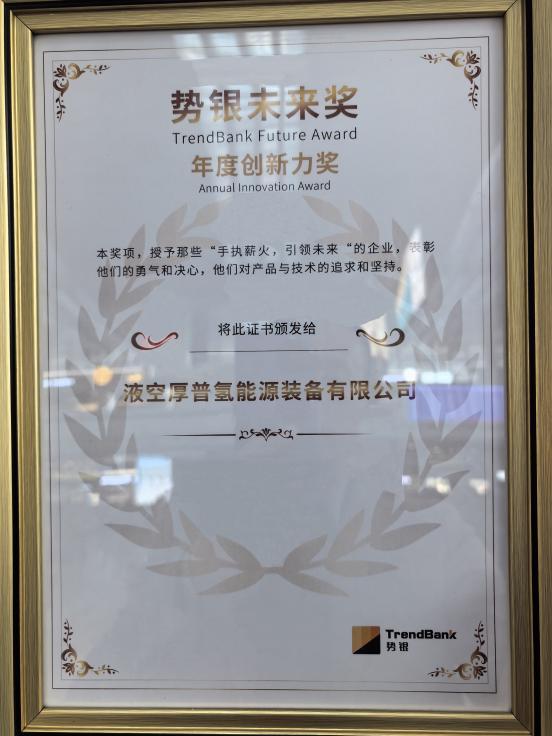 势银未来奖
TrendBank Future Award
年度创新力奖
Annual Innovation Award
本奖项，授予那些“手执薪火，引领未来“的企业，表彰
他们的勇气和决心，他们对产品与技术的追求和坚持。
将此证书颁发给
液空厚普氢能源装备有限公司
TrendBank
势银